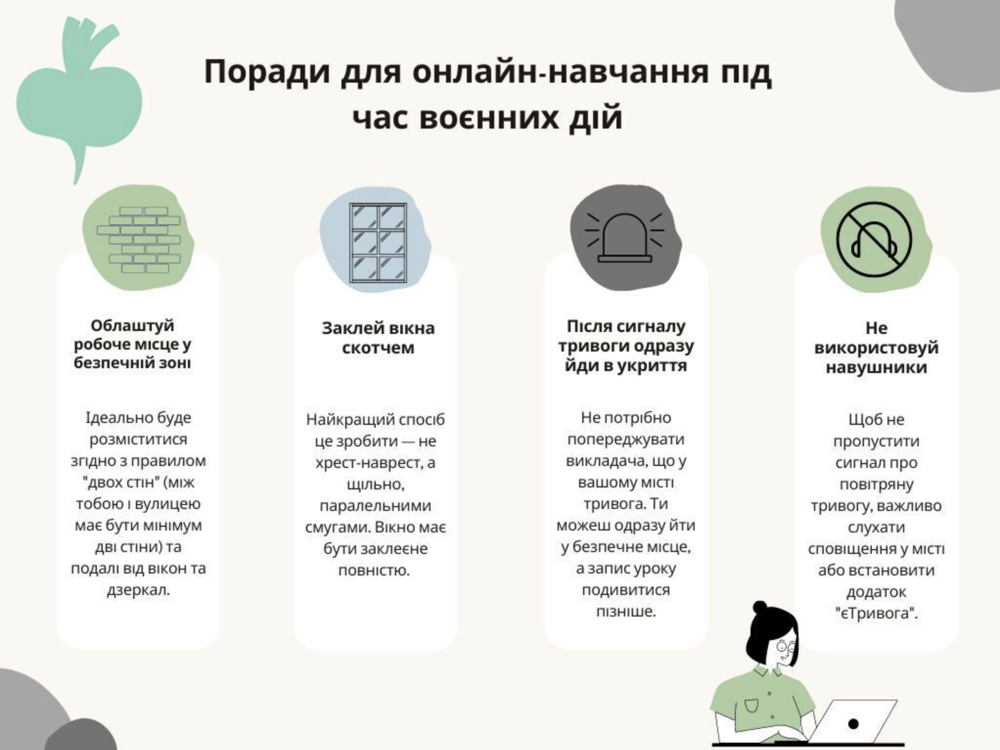 Поради для онлайн-навчання під
час воєнних дій
Облаштуй
робоче місце у
безпечній зоні
Ідеально буде
розміститися
згідно з правилом
"двох стін" (між
тобою і вулицею
має бути мінімум
дві стіни) та
подалі від вікон та
дзеркал.
Заклей вікна
скотчем
Найкращий спосіб
це зробити — не
хрест-наврест, а
щільно,
паралельними
смугами. Вікно має
бути заклеєне
повністю.
Після сигналу
тривоги одразу
йди в укриття
Не потрібно
попереджувати
викладача, що у
вашому місті
тривога. Ти
можеш одразу йти
у безпечне місце,
а запис уроку
подивитися
пізніше.
Не
використовуй
навушники
Щоб не
пропустити
сигнал про
повітряну
тривогу, важливо
слухати
сповіщення у місті
або встановити
додаток
"єТривога".